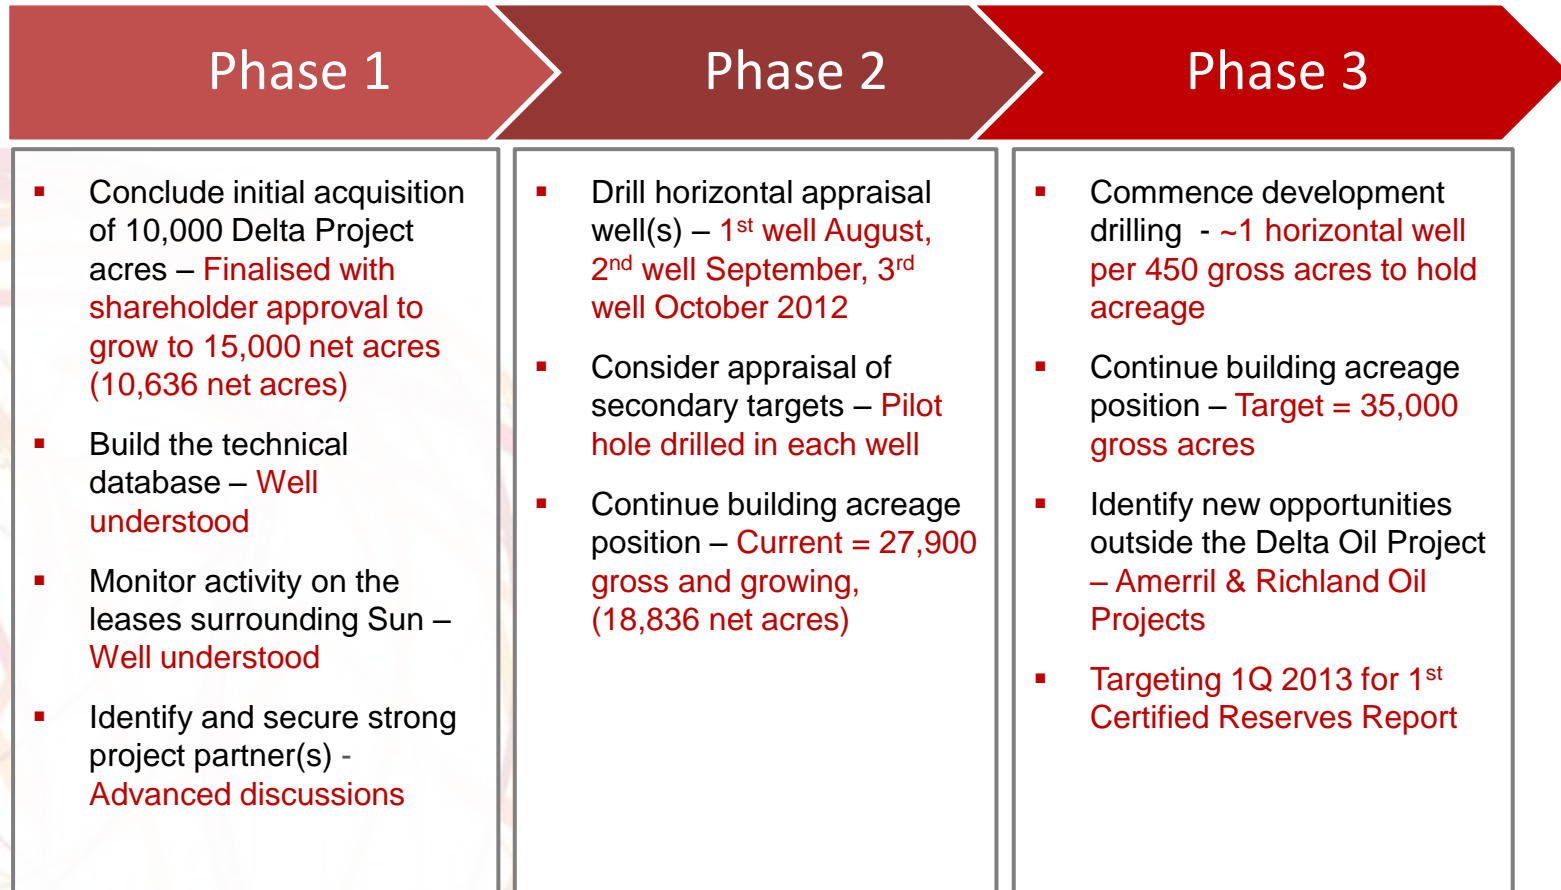 Phase 1
Phase 2
Phase 3
▪ Conclude initial acquisition
of 10,000 Delta Project
acres – Finalised with
shareholder approval to
grow to 15,000 net acres
(10,636 net acres)
▪ Build the technical
database – Well
understood
▪ Monitor activity on the
leases surrounding Sun –
Well understood
▪ Identify and secure strong
project partner(s) -
Advanced discussions
▪ Drill horizontal appraisal
well(s) – 1st well August,
2nd well September, 3rd
well October 2012
▪ Consider appraisal of
secondary targets – Pilot
hole drilled in each well
▪ Continue building acreage
position – Current = 27,900
gross and growing,
(18,836 net acres)
▪ Commence development
drilling - ~1 horizontal well
per 450 gross acres to hold
acreage
▪ Continue building acreage
position – Target = 35,000
gross acres
▪ Identify new opportunities
outside the Delta Oil Project
– Amerril & Richland Oil
Projects
▪ Targeting 1Q 2013 for 1st
Certified Reserves Report